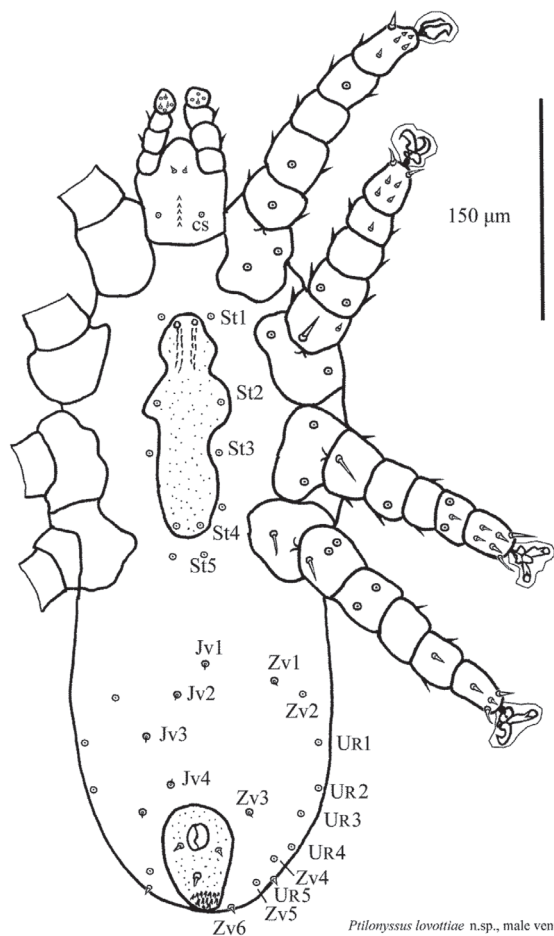 150 μm
cs
St1
St2
St3
St4
St5
Jv1
Zv1
Jv2
Zv2
Jv3
UR1
Jv4
UR2
Zv3
UR3
UR4
Zv4
UR5
Zv5
Zv6
Ptilonyssus lovottiae n.sp., male ven